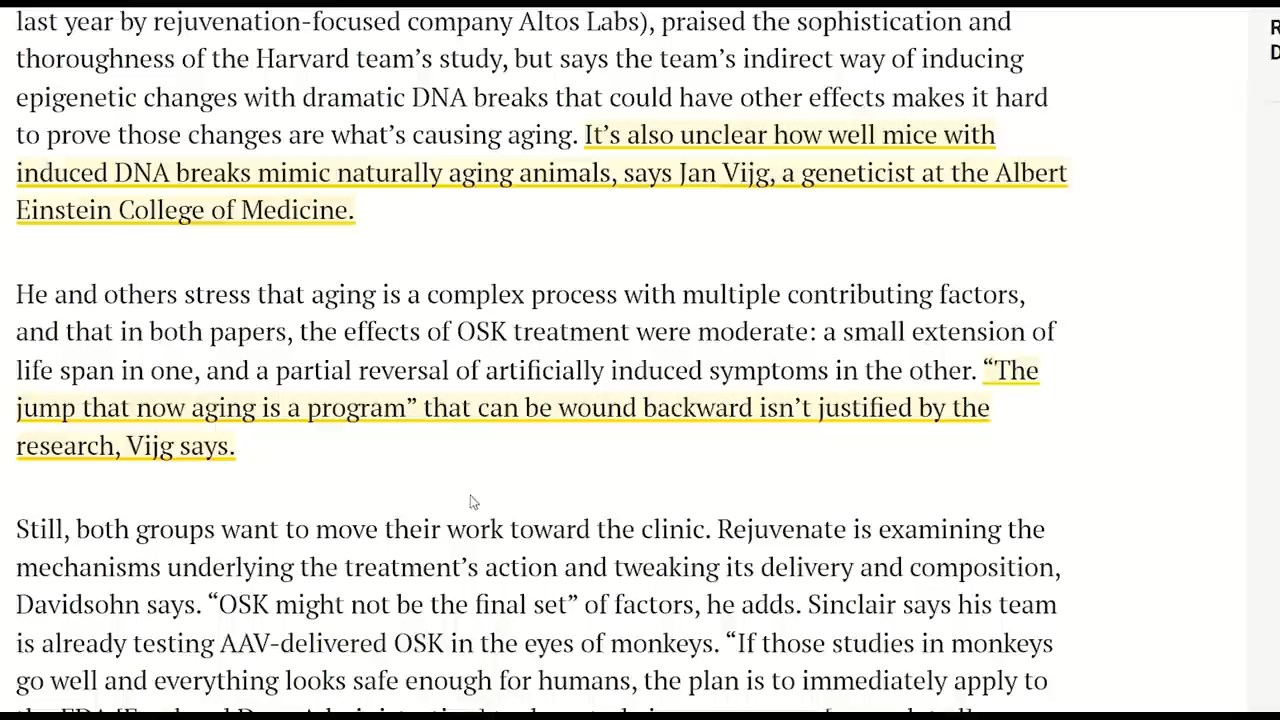 last year by rejuvenation-focused company Altos Labs), praised the sophistication and
thoroughness of the Harvard team’s study, but says the team’s indirect way of inducing
epigenetic changes with dramatic DNA breaks that could have other effects makes it hard
to prove those changes are what’s causing aging. It’s also unclear how well mice with
induced DNA breaks mimic naturally aging animals, says Jan Vijg, a geneticist at the Albert
Einstein College of Medicine.
He and others stress that aging is a complex process with multiple contributing factors,
and that in both papers, the effects of OSK treatment were moderate: a small extension of
life span in one, and a partial reversal of artificially induced symptoms in the other. “The
jump that now aging is a program” that can be wound backward isn’t justified by the
research, Vijg says.
Still, both groups want to move their work toward the clinic. Rejuvenate is examining the
mechanisms underlying the treatment’s action and tweaking its delivery and composition,
Davidsohn says. “OSK might not be the final set” of factors, he adds. Sinclair says his team
is already testing AAV-delivered OSK in the eyes of monkeys. “If those studies in monkeys
go well and everything looks safe enough for humans, the plan is to immediately apply to